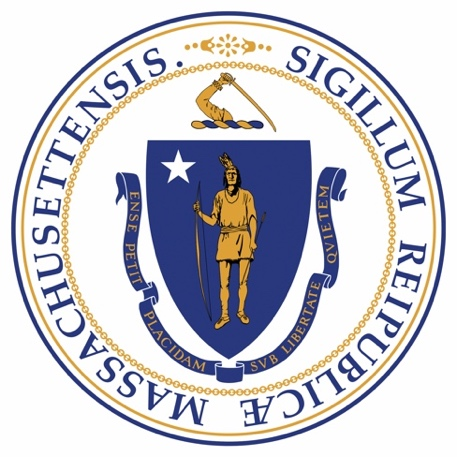 SIGILLUM REIPUBLICÆ MASSACHUSETTENSIS.
ENSE PETIT
PLACIDAM
SVB LIBERTATE
QVIETEM